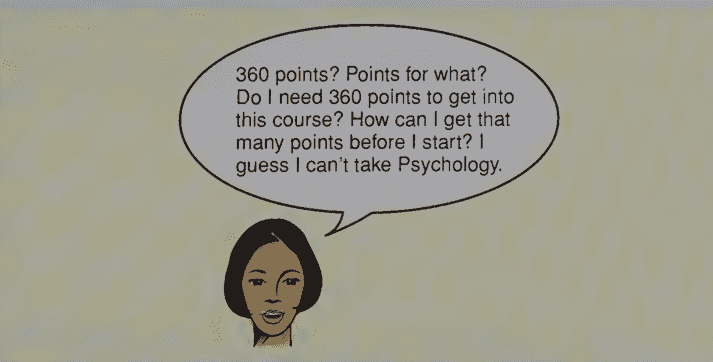 360 points? Points for what?
Do I need 360 points to get into
this course? How can I get that
many points before I start? I
guess I can't take Psychology.